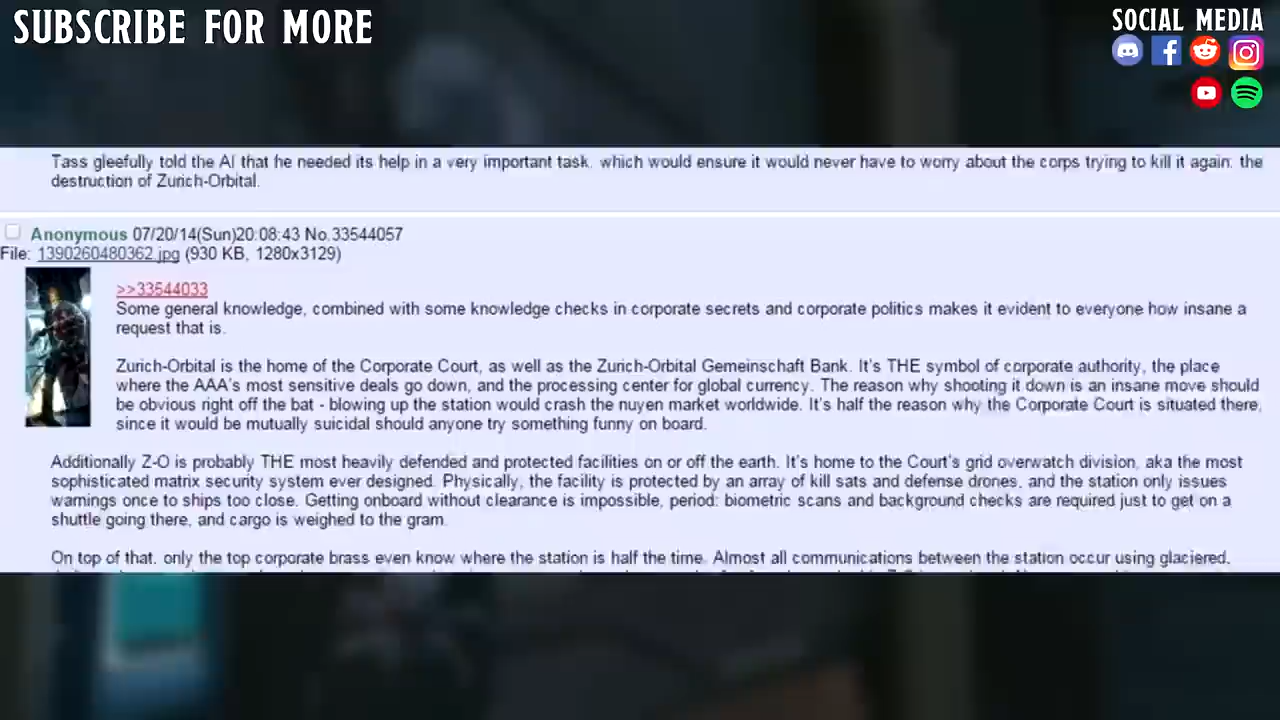 SUBSCRIBE FOR MORE
SOCIAL MEDIA
Tass gleefully told the AI that he needed its help in a very important task. which would ensure it would never have to worry about the corps trying to kill it again: the
destruction of Zurich-Orbital.
Anonymous 07/20/14(Sun)20:08:43 No.33544057
File: 1390260480362.jpg (930 KB, 1280x3129)
>>33544033
Some general knowledge, combined with some knowledge checks in corporate secrets and corporate politics makes it evident to everyone how insane a
request that is.
Zurich-Orbital is the home of the Corporate Court, as well as the Zurich-Orbital Gemeinschaft Bank. It's THE symbol of corporate authority, the place
where the AAA's most sensitive deals go down, and the processing center for global currency. The reason why shooting it down is an insane move should
be obvious right off the bat - blowing up the station would crash the nuyen market worldwide. It's half the reason why the Corporate Court is situated there,
since it would be mutually suicidal should anyone try something funny on board.
Additionally Z-O is probably THE most heavily defended and protected facilities on or off the earth. It's home to the Court's grid overwatch division, aka the most
sophisticated matrix security system ever designed. Physically, the facility is protected by an array of kill sats and defense drones, and the station only issues
warnings once to ships too close. Getting onboard without clearance is impossible, period: biometric scans and background checks are required just to get on a
shuttle going there, and cargo is weighed to the gram.
On top of that, only the top corporate brass even know where the station is half the time. Almost all communications between the station occur using glaciered,